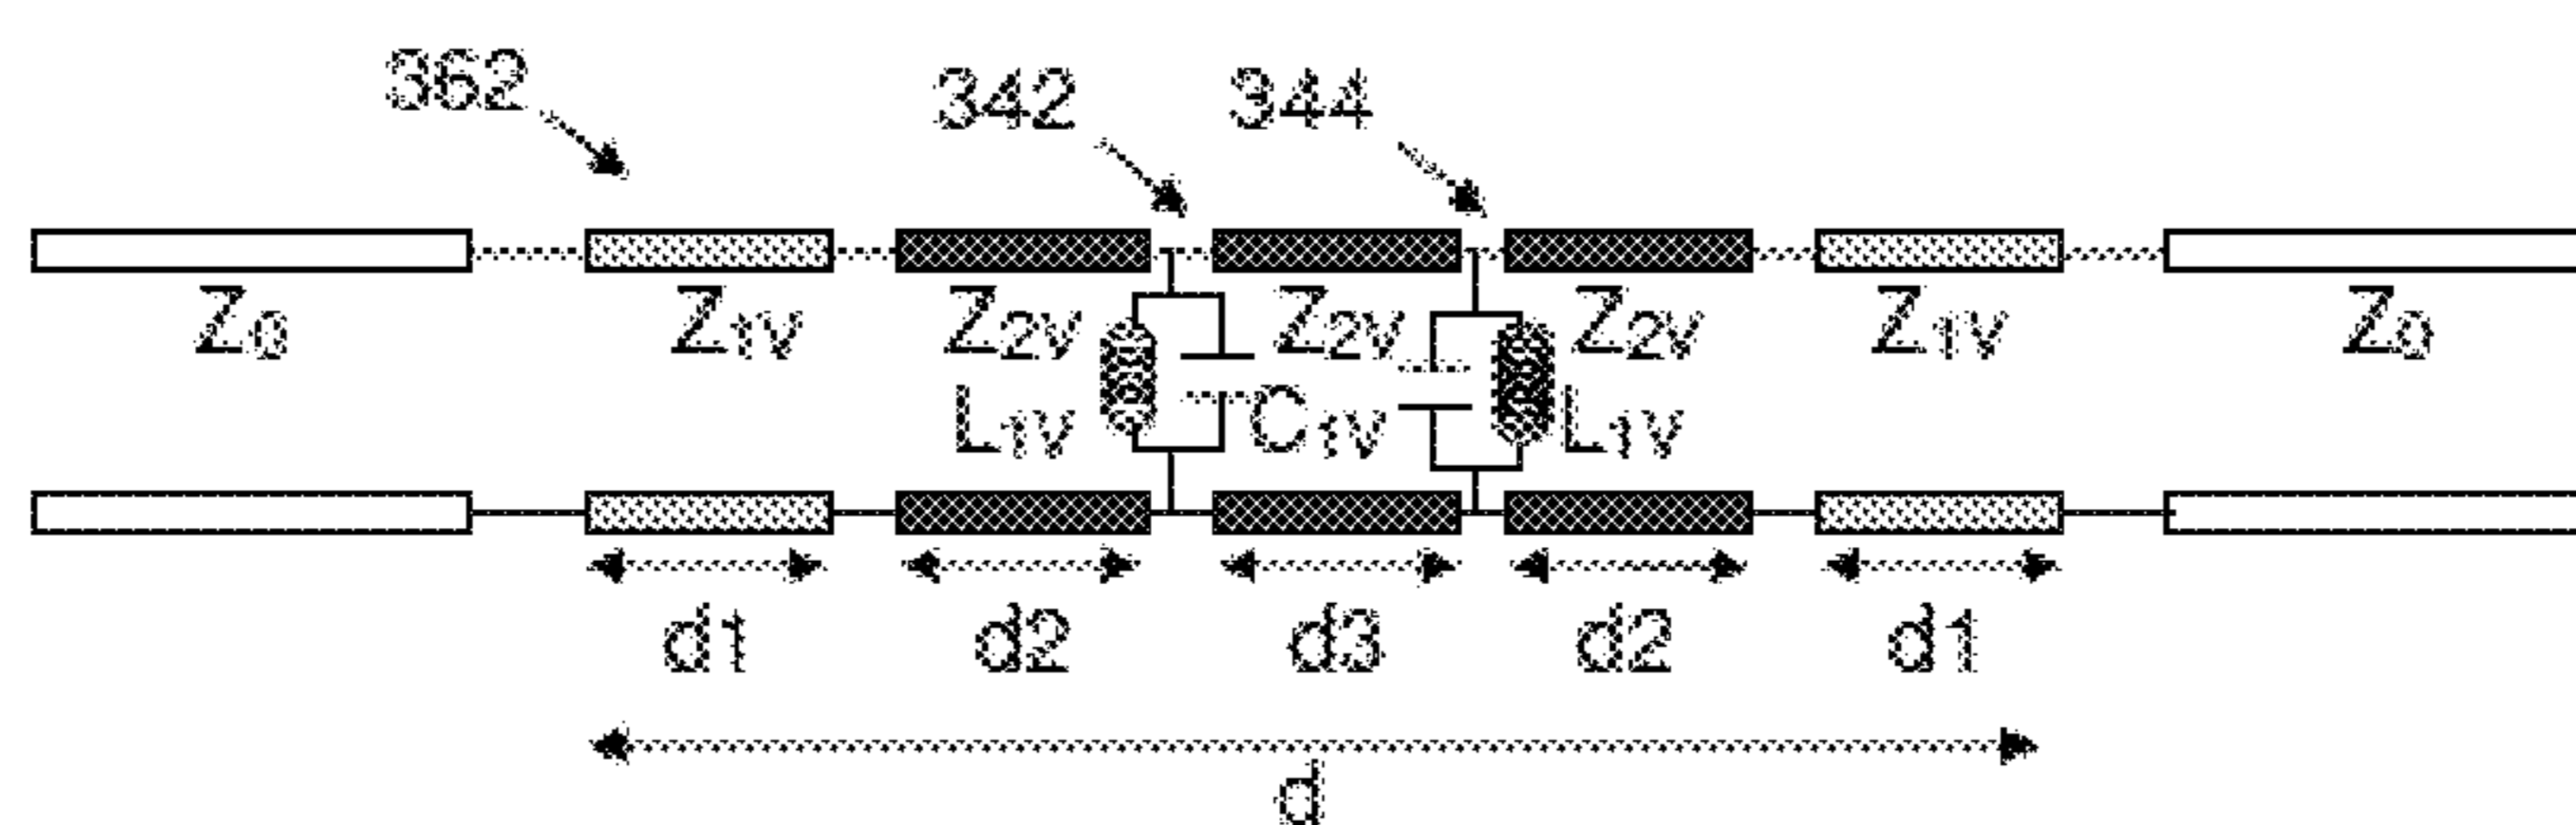 362 342 344
Z0 Z1V Z2V Z2V Z2V Z1V Z0
L1V C1V L1V
d1 d2 d3 d2 d1
d